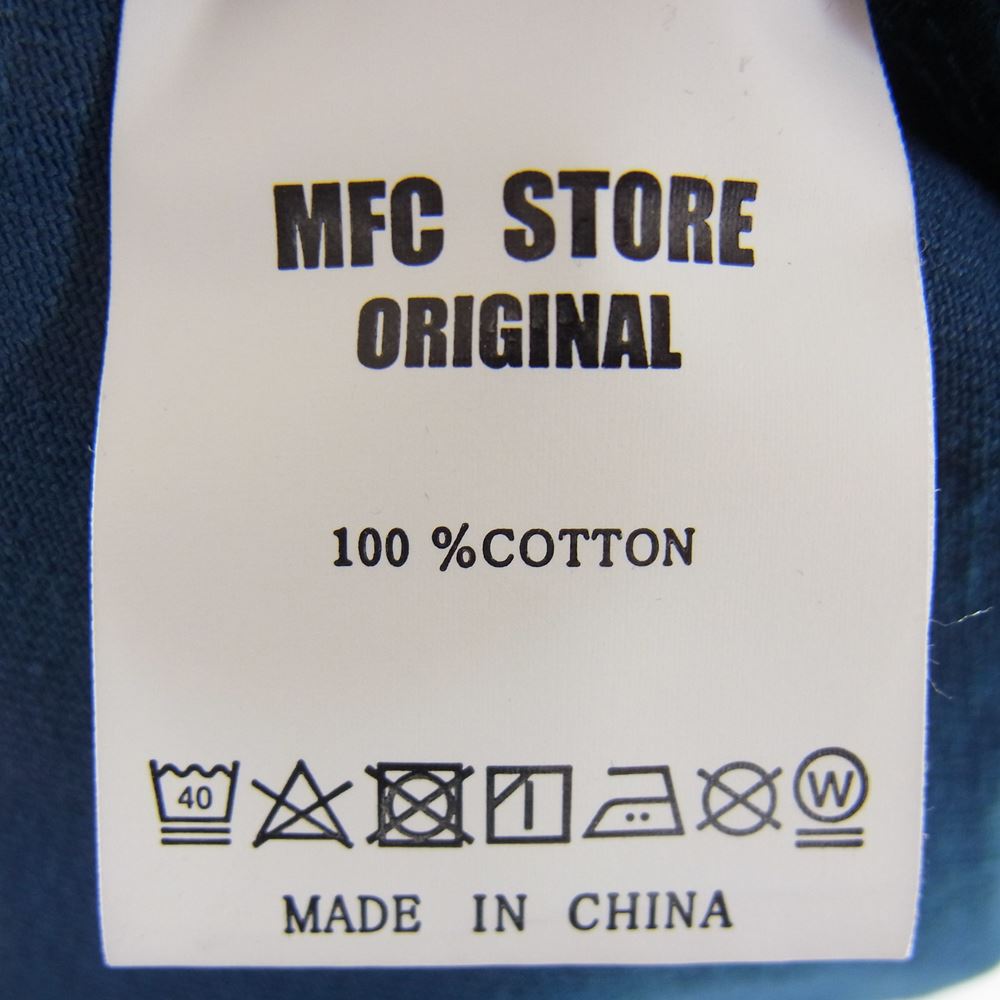 MFC STORE
ORIGINAL
100 %COTTON
40 W
MADE IN CHINA